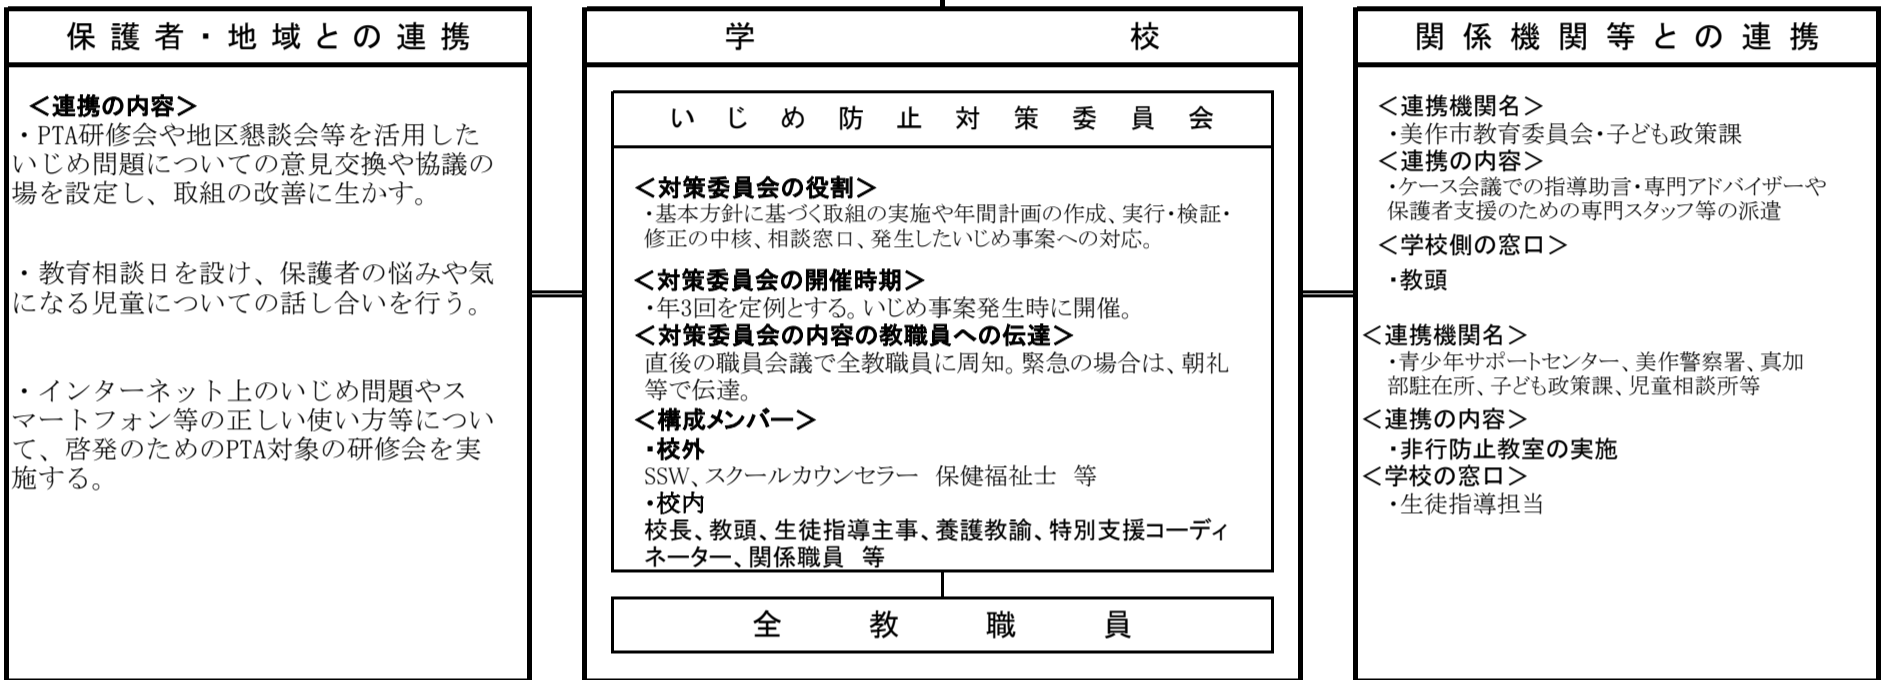 保護者・地域との連携
＜連携の内容＞
・PTA研修会や地区懇談会等を活用した
いじめ問題についての意見交換や協議の
場を設定し、取組の改善に生かす。
・教育相談日を設け、保護者の悩みや気
になる児童についての話し合いを行う。
・インターネット上のいじめ問題やス
マートフォン等の正しい使い方等につい
て、啓発のためのPTA対象の研修会を実
施する。
学校
いじめ防止対策委員会
＜対策委員会の役割＞
・基本方針に基づく取組の実施や年間計画の作成、実行・検証・
修正の中核、相談窓口、発生したいじめ事案への対応。
＜対策委員会の開催時期＞
・年3回を定例とする。いじめ事案発生時に開催。
＜対策委員会の内容の教職員への伝達＞
直後の職員会議で全教職員に周知。緊急の場合は、朝礼
等で伝達。
＜構成メンバー＞
・校外
SSW、スクールカウンセラー　保健福祉士　等
・校内
校長、教頭、生徒指導主事、養護教諭、特別支援コーディ
ネーター、関係職員　等
全教職員
関係機関等との連携
＜連携機関名＞
・美作市教育委員会・子ども政策課
＜連携の内容＞
・ケース会議での指導助言・専門アドバイザーや
保護者支援のための専門スタッフ等の派遣
＜学校側の窓口＞
・教頭
＜連携機関名＞
・青少年サポートセンター、美作警察署、真加
部駐在所、子ども政策課、児童相談所等
＜連携の内容＞
・非行防止教室の実施
＜学校の窓口＞
・生徒指導担当